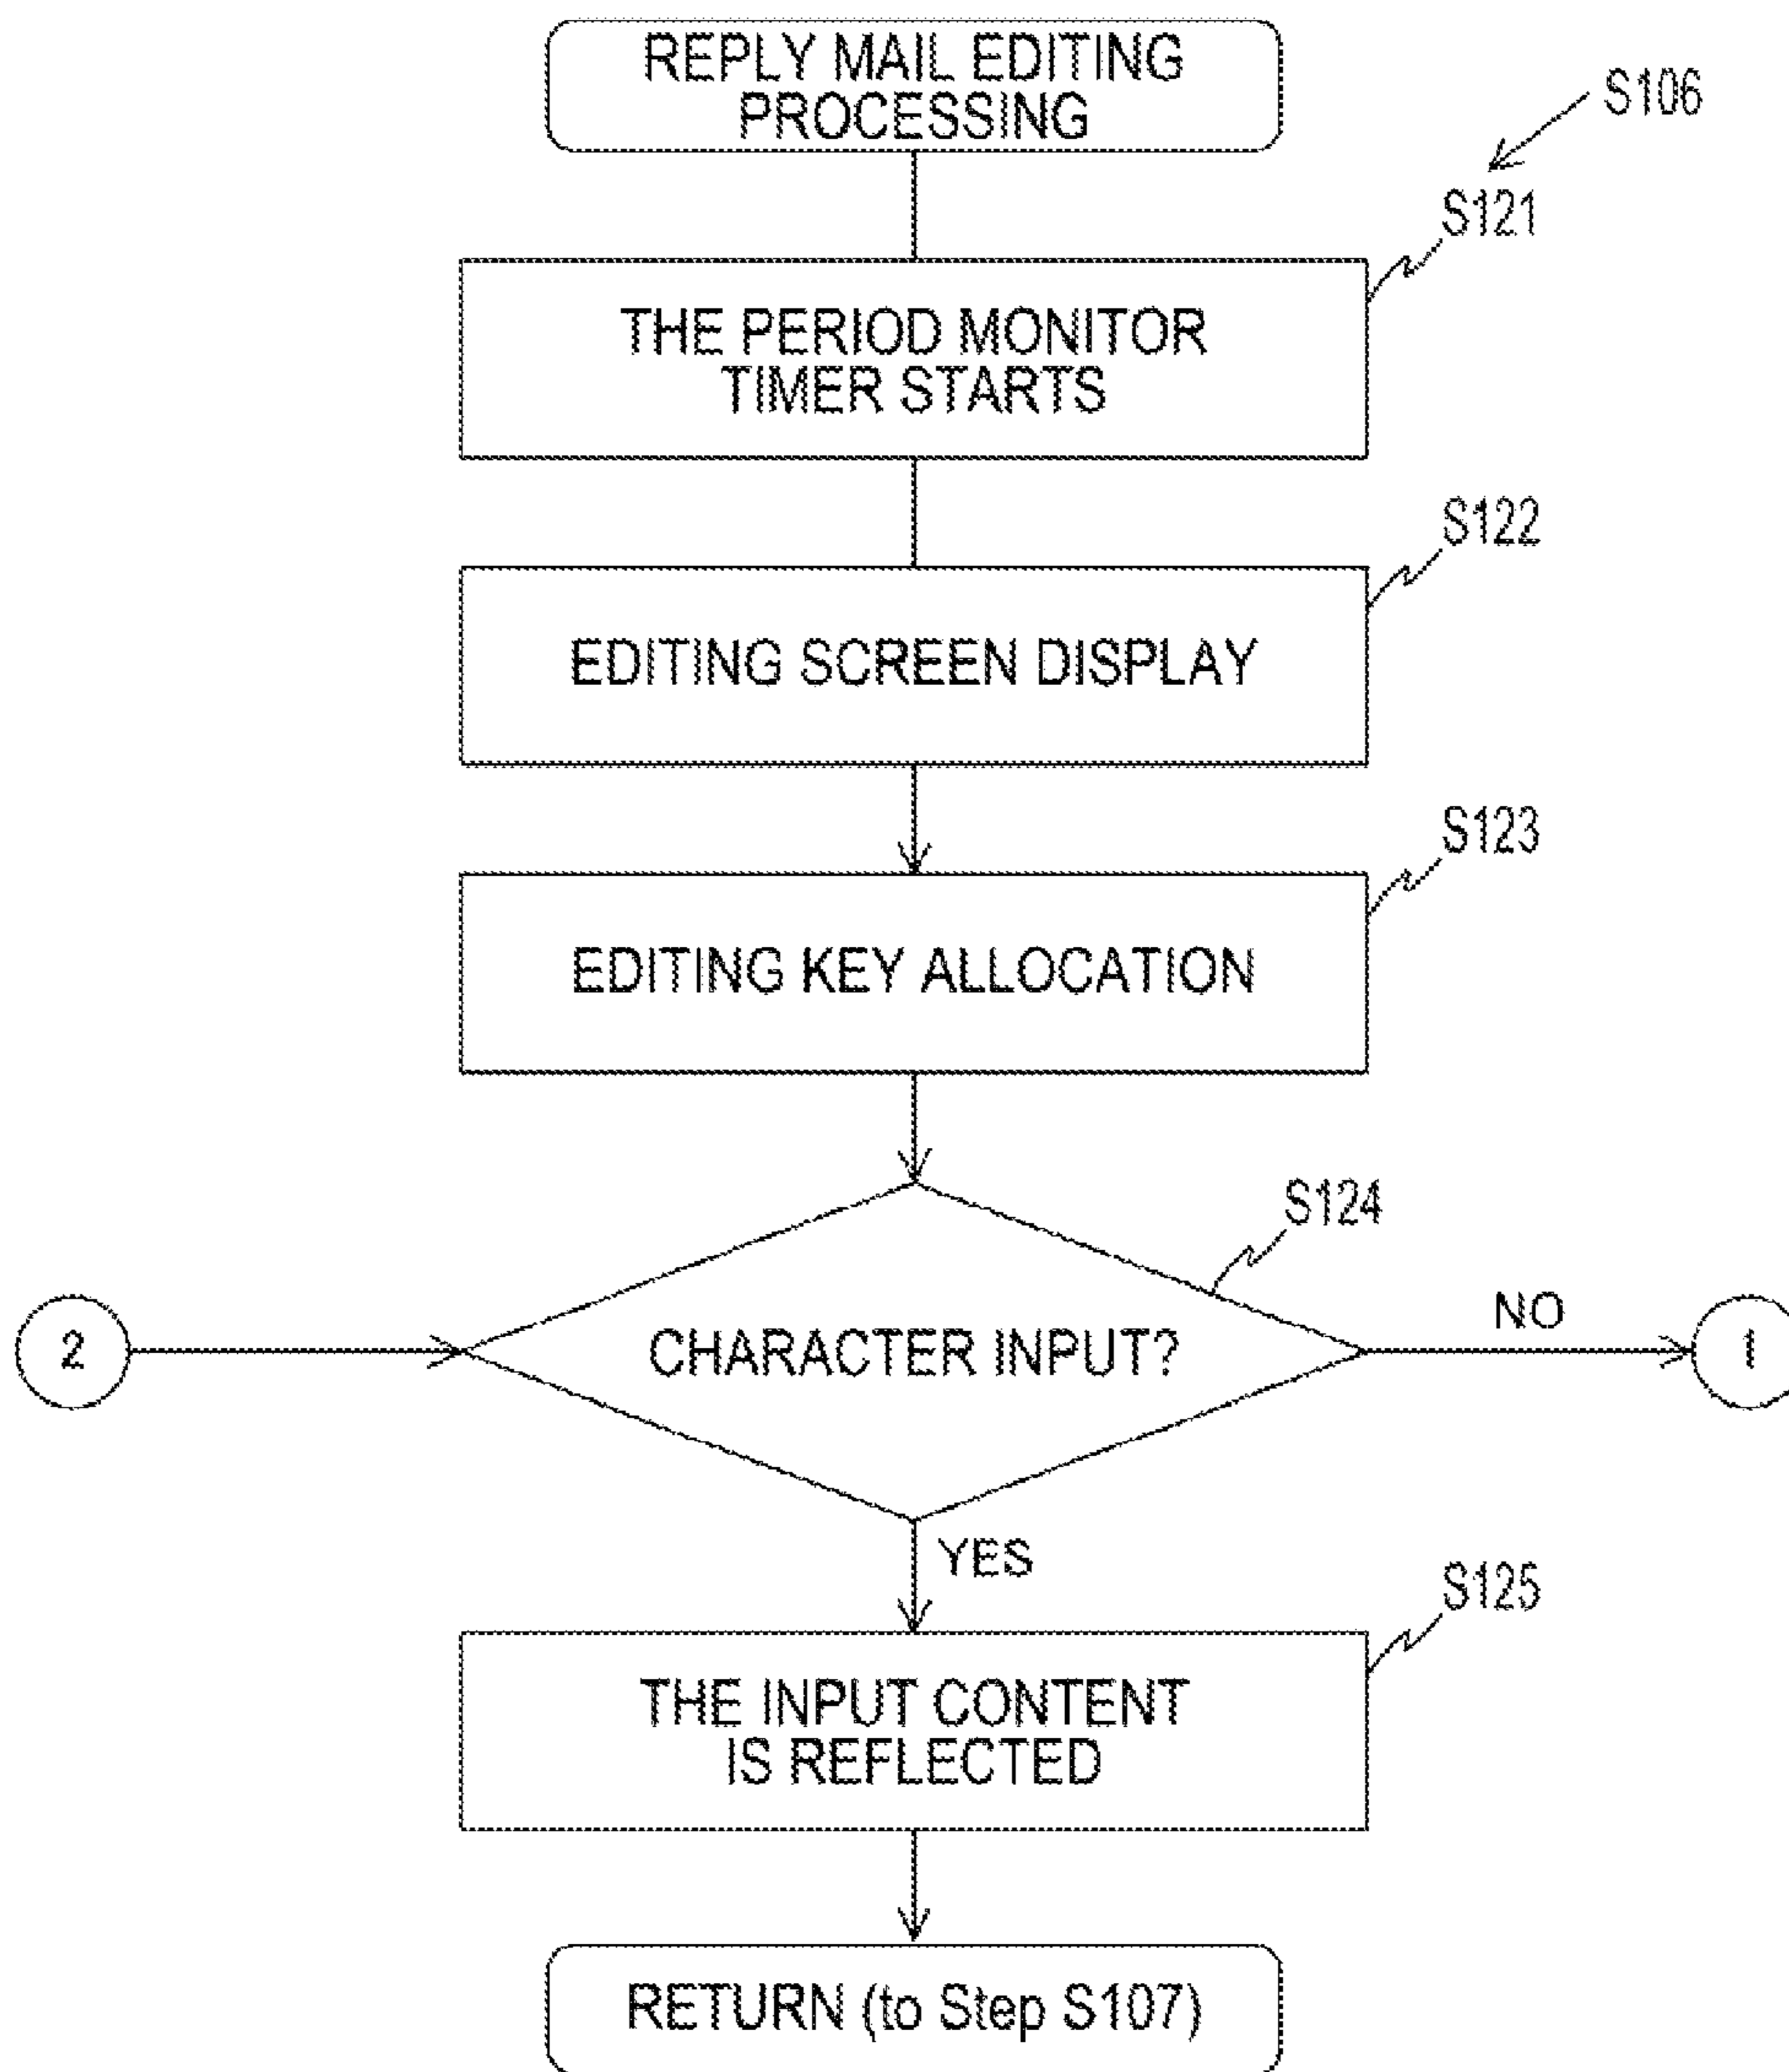 REPLY MAIL EDITING
PROCESSING
S106
S121
THE PERIOD MONITOR
TIMER STARTS
S122
EDITING SCREEN DISPLAY
S123
EDITING KEY ALLOCATION
S124
2
CHARACTER INPUT?
NO
1
YES
S125
THE INPUT CONTENT
IS REFLECTED
RETURN (to Step S107)